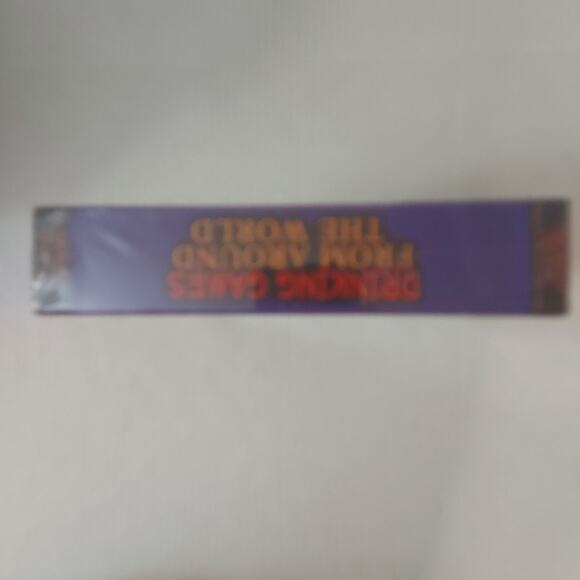 DRINKING GAMES
FROM AROUND
THE WORLD